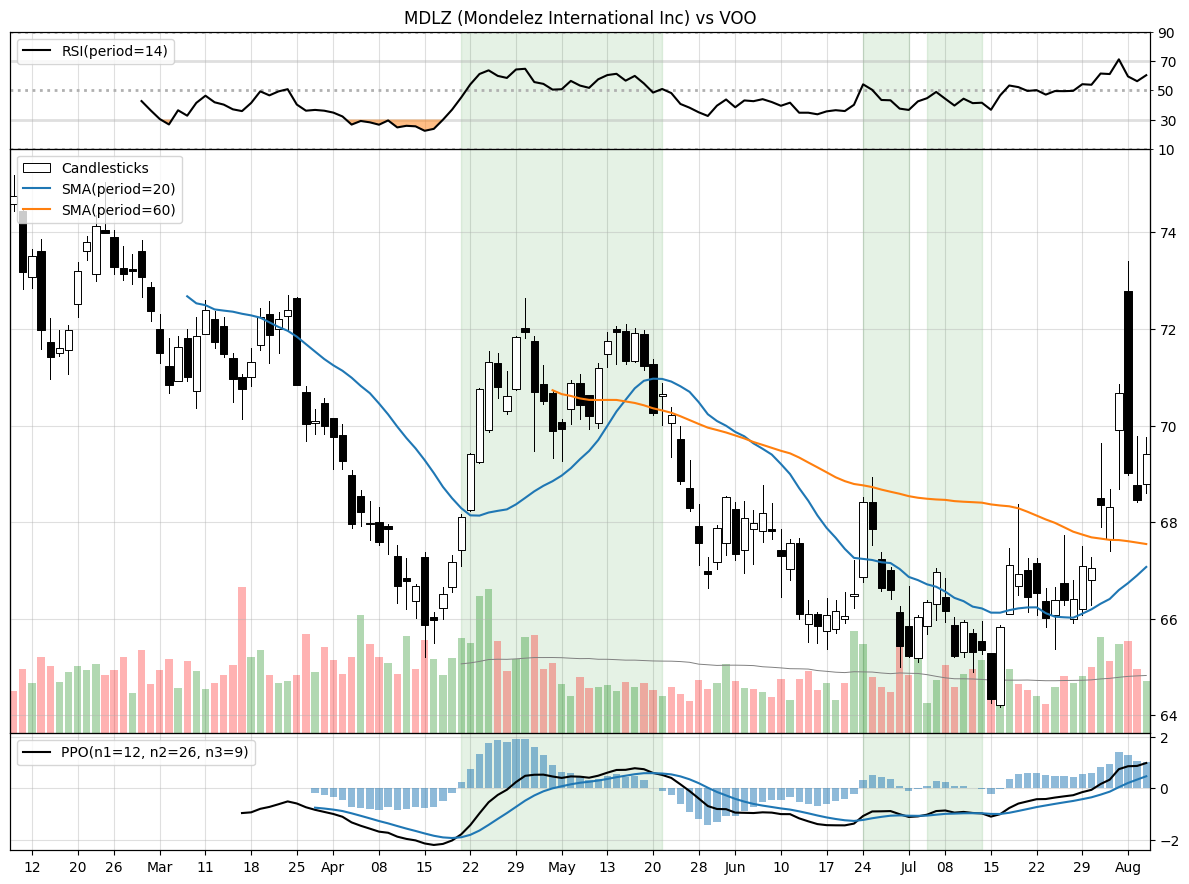 MDLZ (Mondelez International Inc) vs VOO
RSI(period=14)
90
70
50
30
10
Candlesticks
SMA(period=20)
SMA(period=60)
74
72
70
68
66
64
PPO(n1=12, n2=26, n3=9)
2
0
−2
12 20 26 Mar 11 18 25 Apr 08 15 22 29 May 13 20 28 Jun 10 17 24 Jul 08 15 22 29 Aug